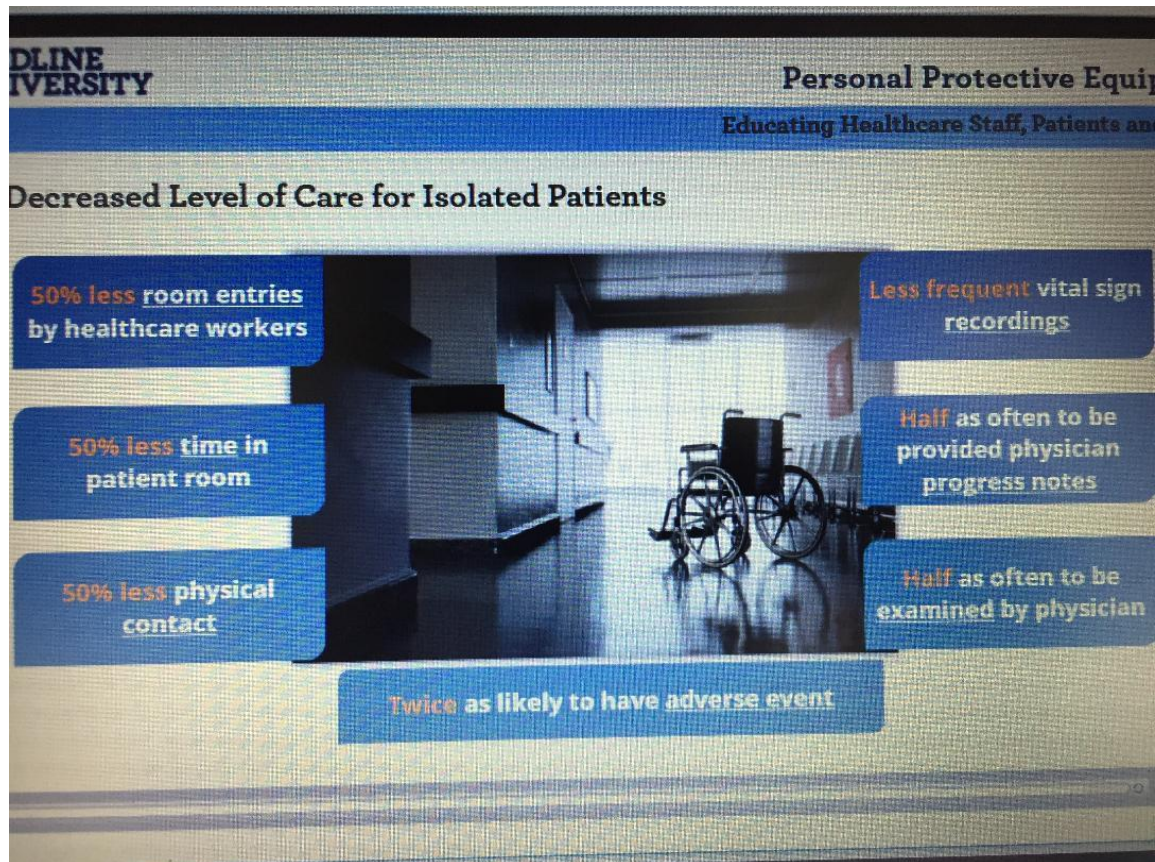 DLINE
IVERSITY
Personal Protective Equip
Educating Healthcare Staff, Patients and
Decreased Level of Care for Isolated Patients
50% less room entries
by healthcare workers
50% less time in
patient room
50% less physical
contact
Less frequent vital sign
recordings
Half as often to be
provided physician
progress notes
Half as often to be
examined by physician
Twice as likely to have adverse event